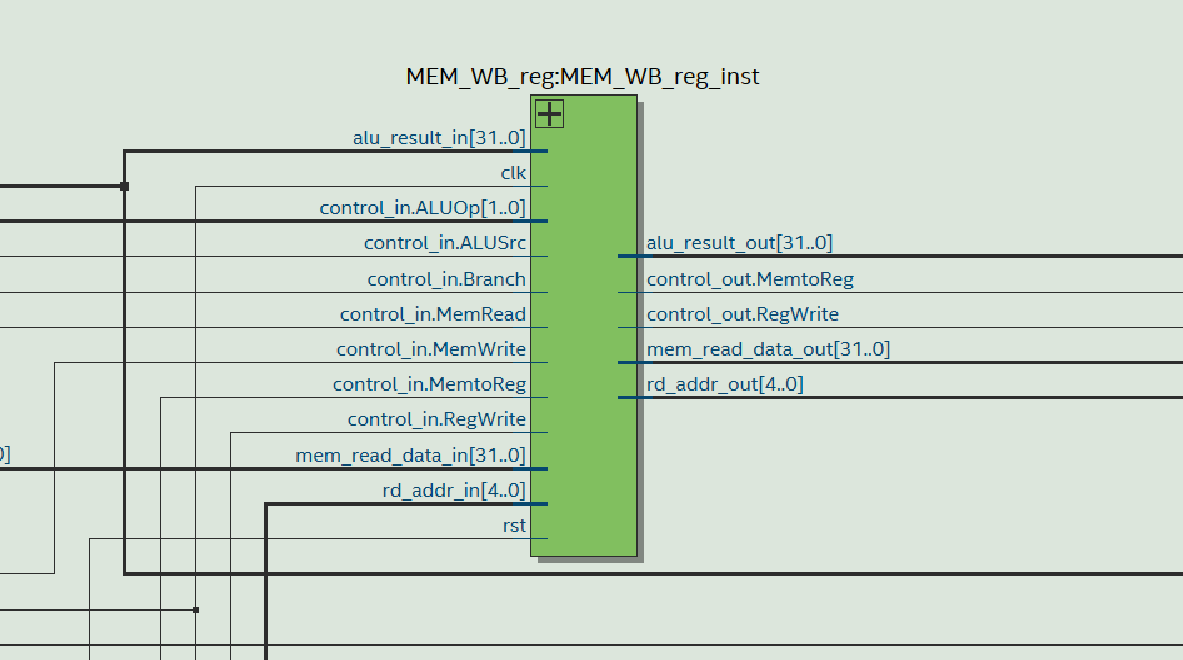 MEM_WB_reg:MEM_WB_reg_inst
alu_result_in[31..0]
clk
control_in.ALUOp[1..0]
control_in.ALUSrc
control_in.Branch
control_in.MemRead
control_in.MemWrite
control_in.MemtoReg
control_in.RegWrite
mem_read_data_in[31..0]
rd_addr_in[4..0]
rst
alu_result_out[31..0]
control_out.MemtoReg
control_out.RegWrite
mem_read_data_out[31..0]
rd_addr_out[4..0]
0]